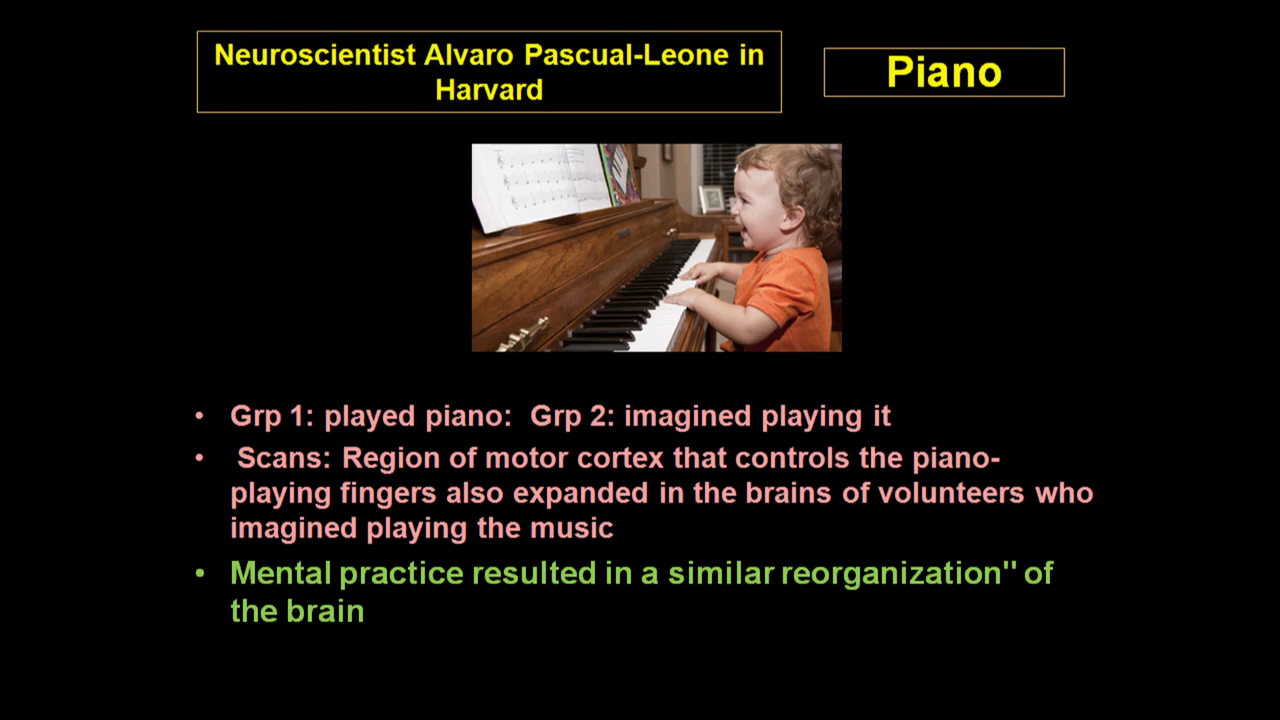 Neuroscientist Alvaro Pascual-Leone in
Harvard
Piano
• Grp 1: played piano: Grp 2: imagined playing it
• Scans: Region of motor cortex that controls the piano-
playing fingers also expanded in the brains of volunteers who
imagined playing the music
• Mental practice resulted in a similar reorganization" of
the brain